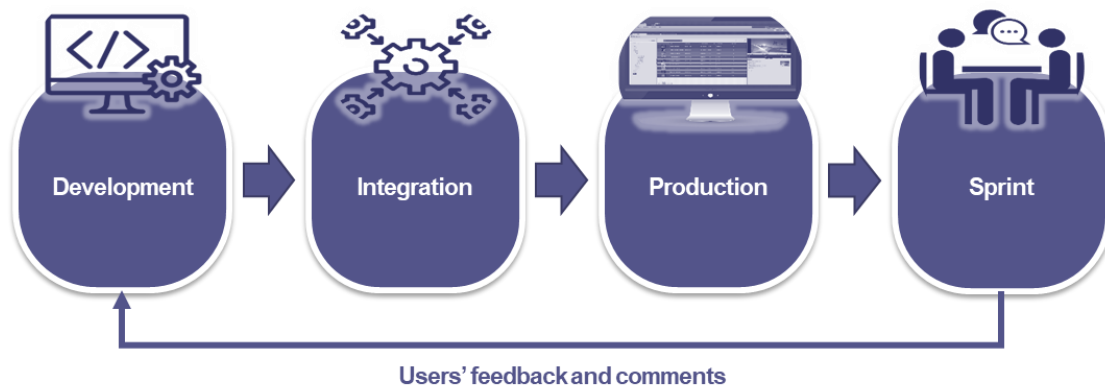 Development
Integration
Production
Sprint
Users' feedback and comments